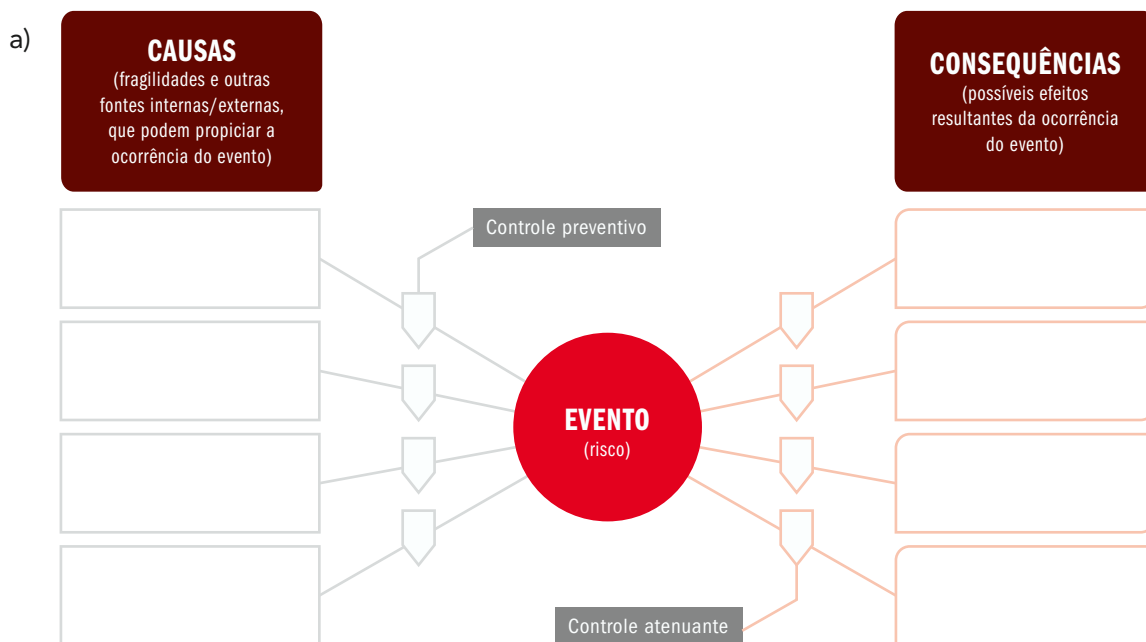 a)
CAUSAS
(fragilidades e outras
fontes internas/externas,
que podem propiciar a
ocorrência do evento)
CONSEQUÊNCIAS
(possíveis efeitos
resultantes da ocorrência
do evento)
Controle preventivo
EVENTO
(risco)
Controle atenuante